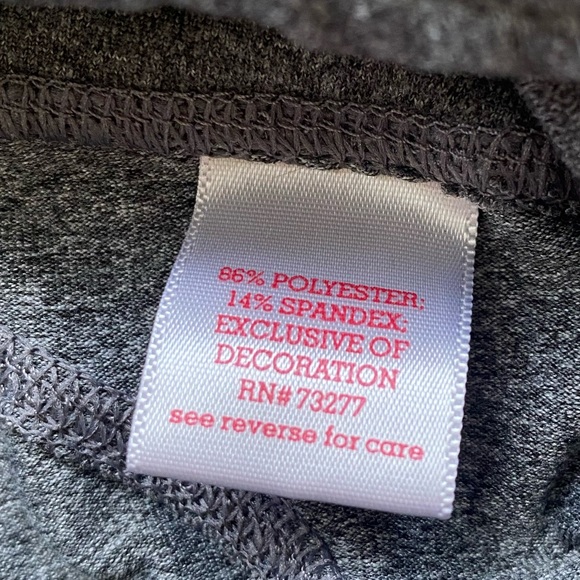 86% POLYESTER;
14% SPANDEX;
EXCLUSIVE OF
DECORATION
RN# 73277
see reverse for care